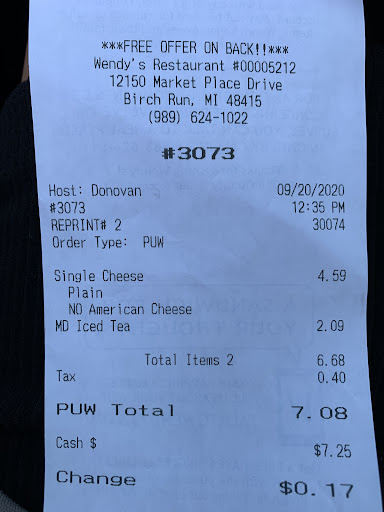 ***FREE OFFER ON BACK!!***
Wendy's Restaurant #00005212
12150 Market Place Drive
Birch Run, MI 48415
(989) 624-1022
#3073
Host: Donovan 09/20/2020
#3073 12:35 PM
REPRINT# 2 30074
Order Type: PUW
Single Cheese 4.59
Plain
NO American Cheese
MD Iced Tea 2.09
Total Items 2 6.68
Tax 0.40
PUW Total 7.08
Cash $ $7.25
Change $0.17